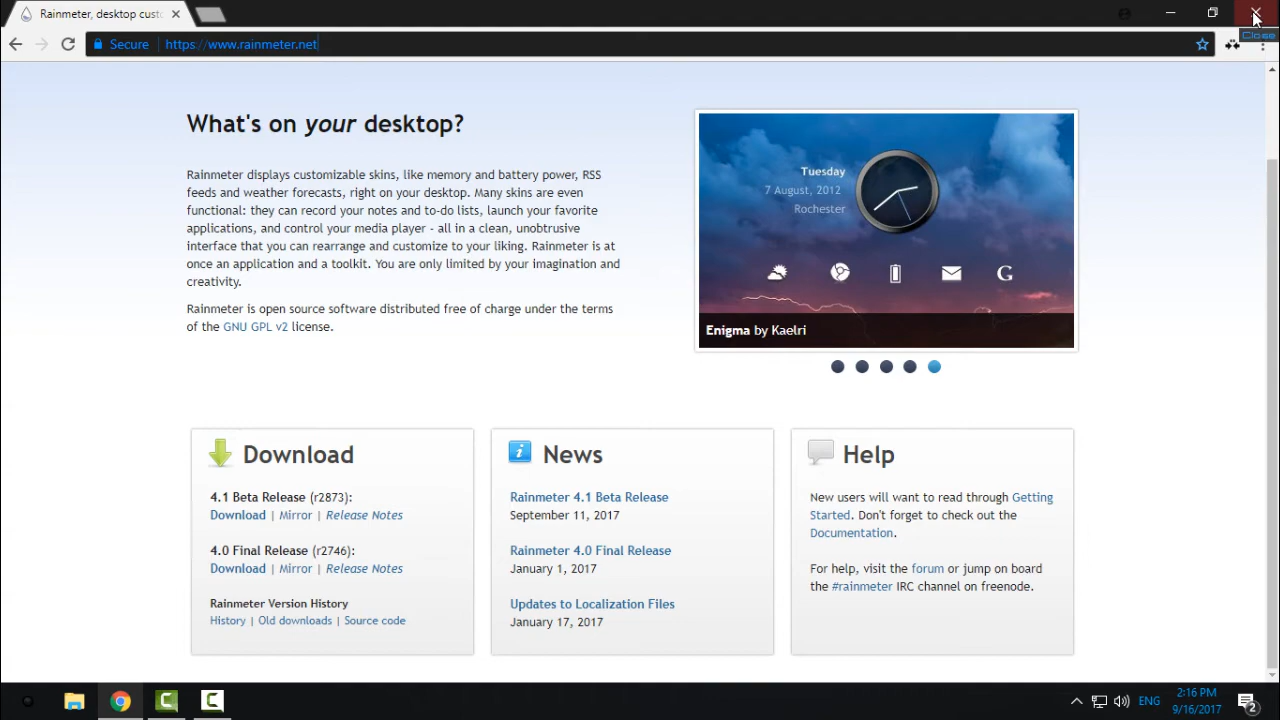 Rainmeter, desktop cust
Close
Secure https://www.rainmeter.net
What's on your desktop?
Rainmeter displays customizable skins, like memory and battery power, RSS
feeds and weather forecasts, right on your desktop. Many skins are even
functional: they can record your notes and to-do lists, launch your favorite
applications, and control your media player - all in a clean, unobtrusive
interface that you can rearrange and customize to your liking. Rainmeter is at
once an application and a toolkit. You are only limited by your imagination and
creativity.
Rainmeter is open source software distributed free of charge under the terms
of the GNU GPL v2 license.
Tuesday
7 August, 2012
Rochester
G
Enigma by Kaelri
Download
4.1 Beta Release (r2873):
Download | Mirror | Release Notes
4.0 Final Release (r2746):
Download | Mirror | Release Notes
Rainmeter Version History
History | Old downloads | Source code
News
Rainmeter 4.1 Beta Release
September 11, 2017
Rainmeter 4.0 Final Release
January 1, 2017
Updates to Localization Files
January 17, 2017
Help
New users will want to read through Getting
Started. Don't forget to check out the
Documentation.
For help, visit the forum or jump on board
the #rainmeter IRC channel on freenode.
ENG
2:16 PM
9/16/2017
2